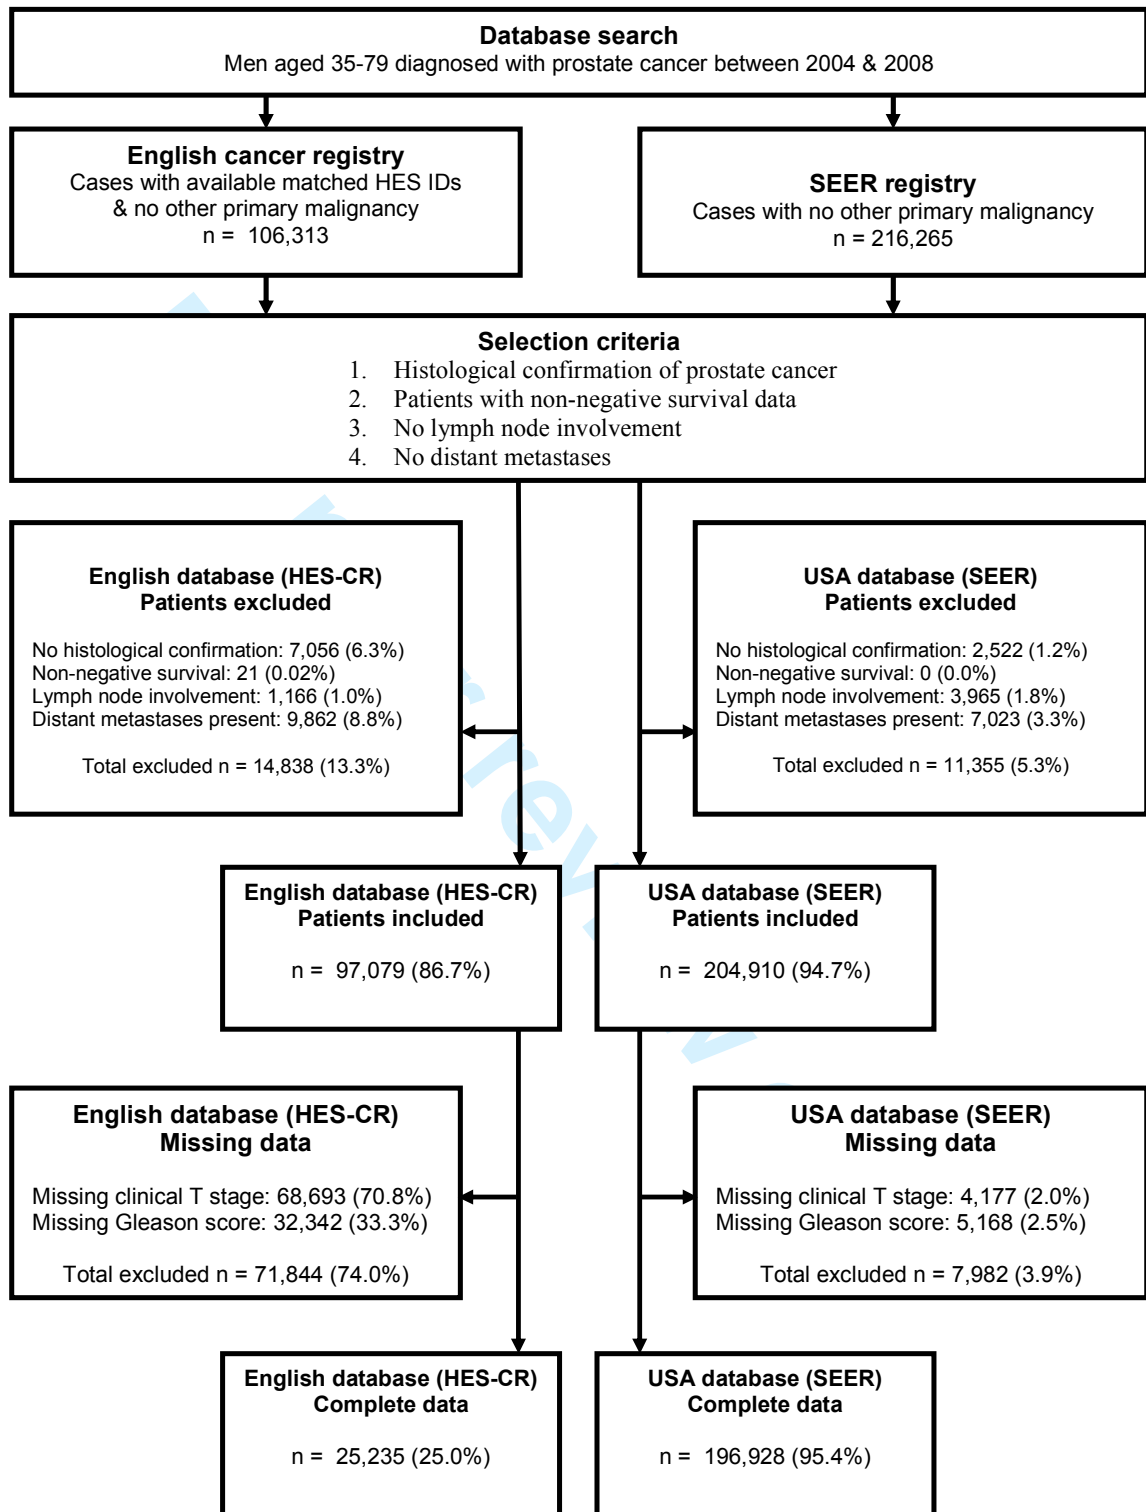 Database search
Men aged 35-79 diagnosed with prostate cancer between 2004 & 2008
English cancer registry
Cases with available matched HES IDs
& no other primary malignancy
n = 106,313
SEER registry
Cases with no other primary malignancy
n = 216,265
Selection criteria
1. Histological confirmation of prostate cancer
2. Patients with non-negative survival data
3. No lymph node involvement
4. No distant metastases
English database (HES-CR)
Patients excluded
No histological confirmation: 7,056 (6.3%)
Non-negative survival: 21 (0.02%)
Lymph node involvement: 1,166 (1.0%)
Distant metastases present: 9,862 (8.8%)
Total excluded n = 14,838 (13.3%)
USA database (SEER)
Patients excluded
No histological confirmation: 2,522 (1.2%)
Non-negative survival: 0 (0.0%)
Lymph node involvement: 3,965 (1.8%)
Distant metastases present: 7,023 (3.3%)
Total excluded n = 11,355 (5.3%)
English database (HES-CR)
Patients included
n = 97,079 (86.7%)
USA database (SEER)
Patients included
n = 204,910 (94.7%)
English database (HES-CR)
Missing data
Missing clinical T stage: 68,693 (70.8%)
Missing Gleason score: 32,342 (33.3%)
Total excluded n = 71,844 (74.0%)
USA database (SEER)
Missing data
Missing clinical T stage: 4,177 (2.0%)
Missing Gleason score: 5,168 (2.5%)
Total excluded n = 7,982 (3.9%)
English database (HES-CR)
Complete data
n = 25,235 (25.0%)
USA database (SEER)
Complete data
n = 196,928 (95.4%)